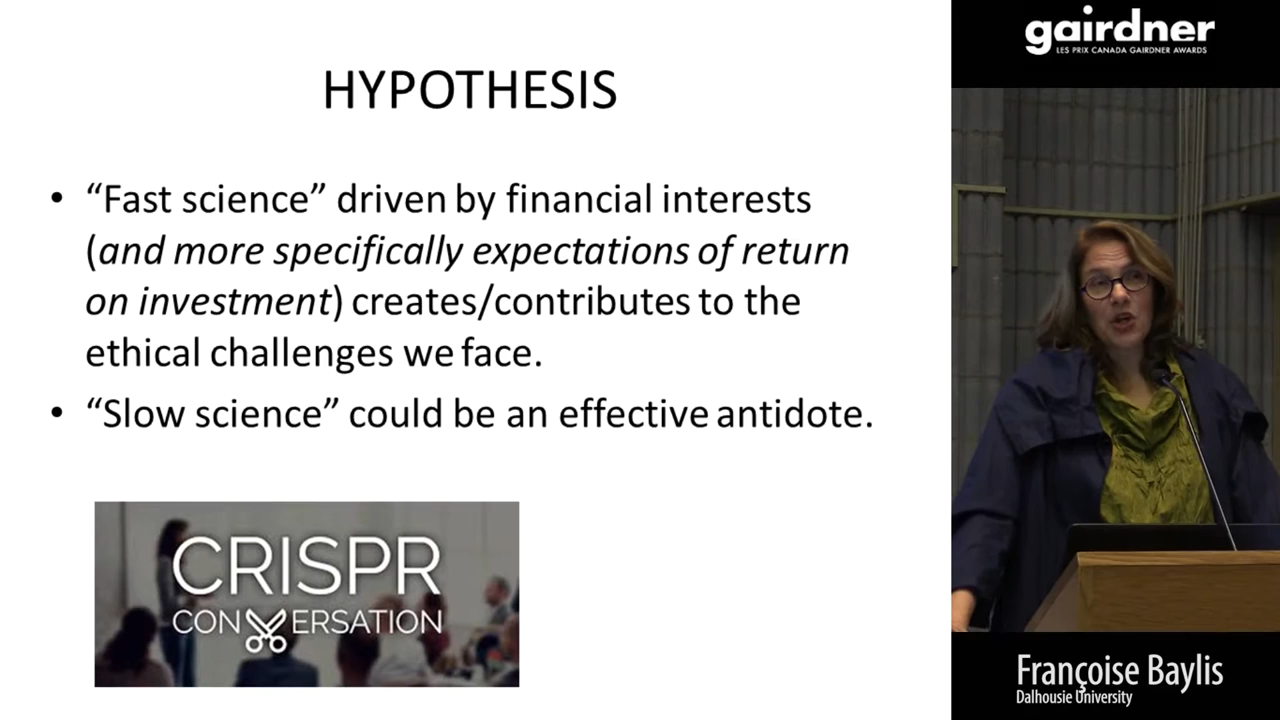 HYPOTHESIS
• “Fast science” driven by financial interests
(and more specifically expectations of return
on investment) creates/contributes to the
ethical challenges we face.
• “Slow science” could be an effective antidote.
CRISPR
CONVERSATION
gairdner
LES PRIX CANADA GAIRDNER AWARDS
Françoise Baylis
Dalhousie University